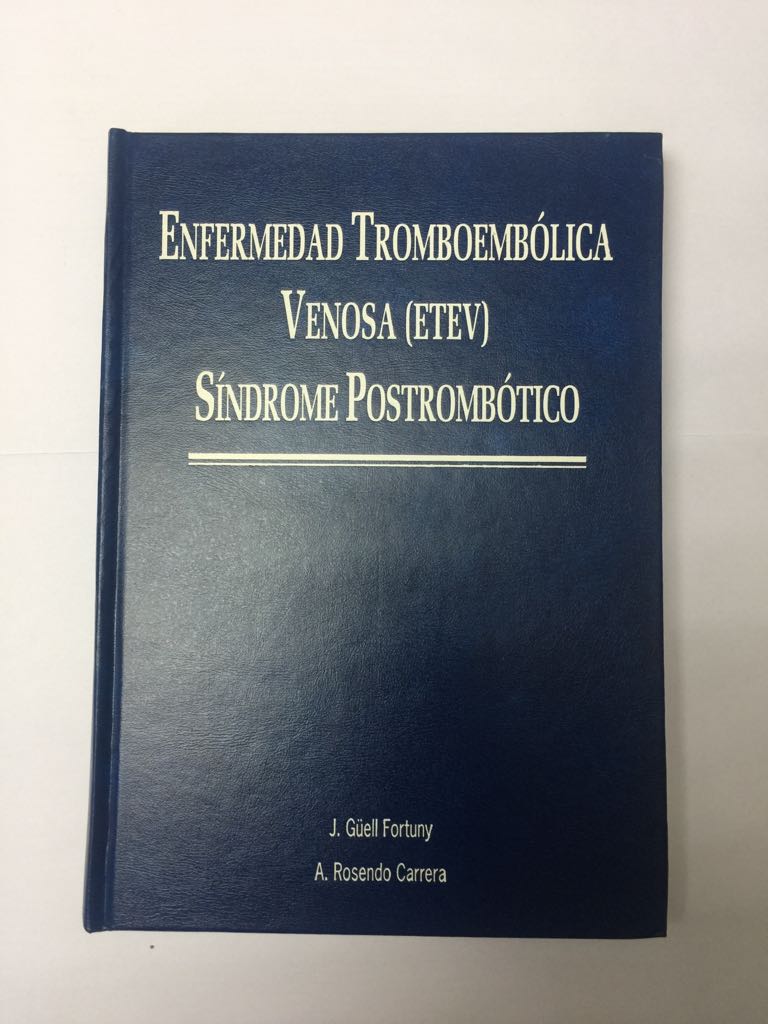 Enfermedad Tromboembólica
Venosa (ETEV)
Síndrome Postrombótico
J. Güell Fortuny
A. Rosendo Carrera